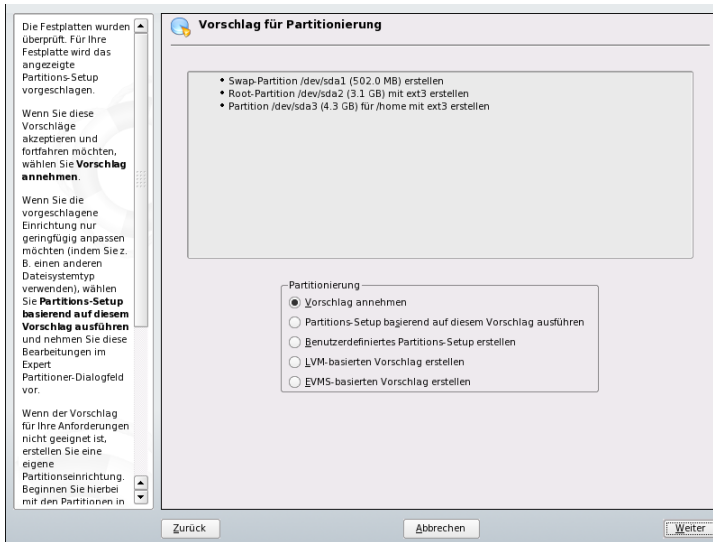 Die Festplatten wurden
überprüft. Für Ihre
Festplatte wird das
angezeigte
Partitions-Setup
vorgeschlagen.
Wenn Sie diese
Vorschläge
akzeptieren und
fortfahren möchten,
wählen Sie Vorschlag
annehmen.
Wenn Sie die
vorgeschlagene
Einrichtung nur
geringfügig anpassen
möchten (indem Sie z.
B. einen anderen
Dateisystemtyp
verwenden), wählen
Sie Partitions-Setup
basierend auf diesem
Vorschlag ausführen
und nehmen Sie diese
Bearbeitungen im
Expert
Partitioner-Dialogfeld
vor.
Wenn der Vorschlag
für Ihre Anforderungen
nicht geeignet ist,
erstellen Sie eine
eigene
Partitionseinrichtung.
Beginnen Sie hierbei
mit den Partitionen in
Vorschlag für Partitionierung
• Swap-Partition /dev/sda1 (502.0 MB) erstellen
• Root-Partition /dev/sda2 (3.1 GB) mit ext3 erstellen
• Partition /dev/sda3 (4.3 GB) für /home mit ext3 erstellen
Partitionierung
Vorschlag annehmen
Partitions-Setup basierend auf diesem Vorschlag ausführen
Benutzerdefiniertes Partitions-Setup erstellen
LVM-basierten Vorschlag erstellen
EVMS-basierten Vorschlag erstellen
Zurück
Abbrechen
Weiter